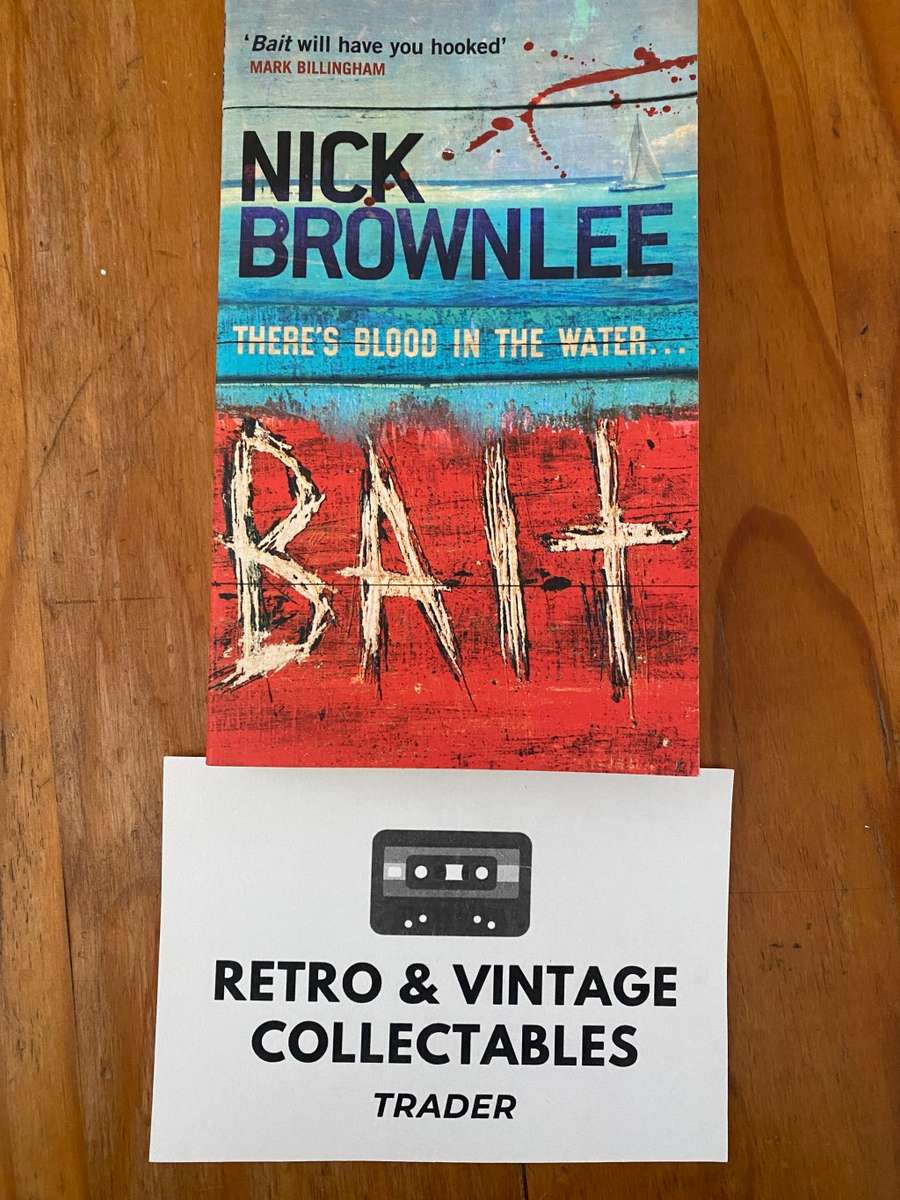 ‘Bait will have you hooked’
MARK BILLINGHAM
NICK
BROWNLEE
THERE'S BLOOD IN THE WATER...
BAIT
RETRO & VINTAGE
COLLECTABLES
TRADER